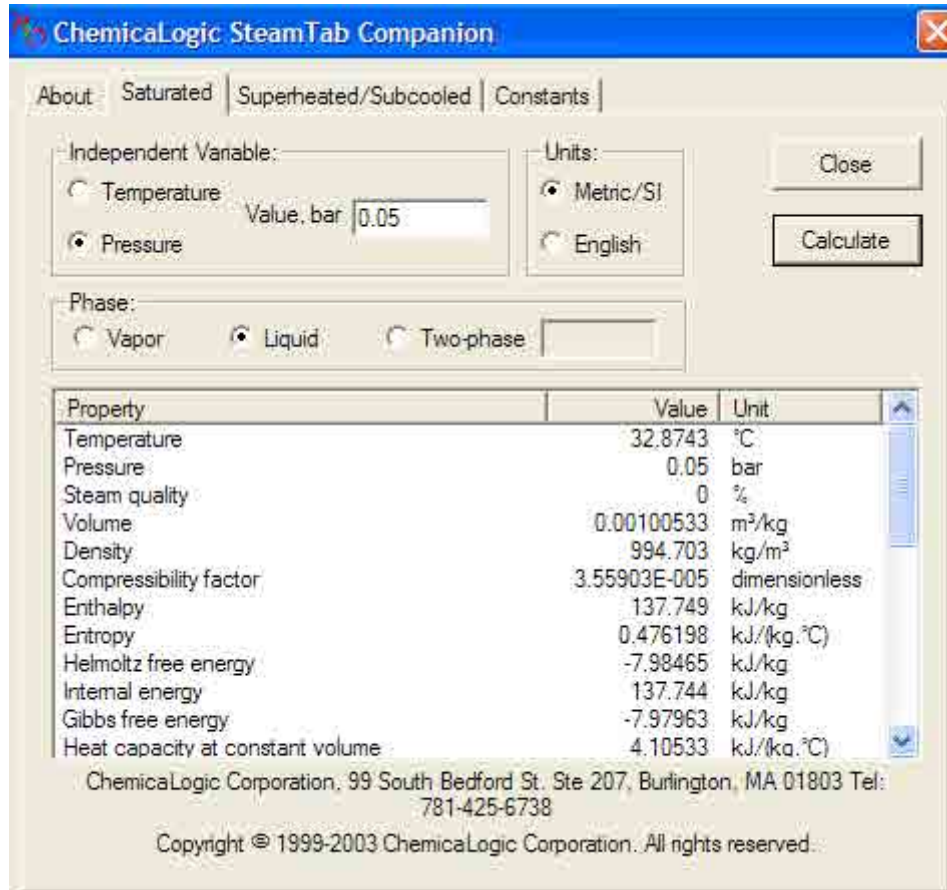 ChemicaLogic SteamTab Companion
About Saturated Superheated/Subcooled Constants
Independent Variable:
Temperature
Pressure
Value, bar 0.05
Units:
Metric/SI
English
Close
Calculate
Phase:
Vapor Liquid Two-phase
Property Value Unit
Temperature 32.8743 °C
Pressure 0.05 bar
Steam quality 0 %
Volume 0.00100533 m³/kg
Density 994.703 kg/m³
Compressibility factor 3.55903E-005 dimensionless
Enthalpy 137.749 kJ/kg
Entropy 0.476198 kJ/(kg.°C)
Helmoltz free energy -7.98465 kJ/kg
Internal energy 137.744 kJ/kg
Gibbs free energy -7.97963 kJ/kg
Heat capacity at constant volume 4.10533 kJ/(kg.°C)
ChemicaLogic Corporation, 99 South Bedford St. Ste 207, Burlington, MA 01803 Tel:
781-425-6738
Copyright © 1999-2003 ChemicaLogic Corporation. All rights reserved.